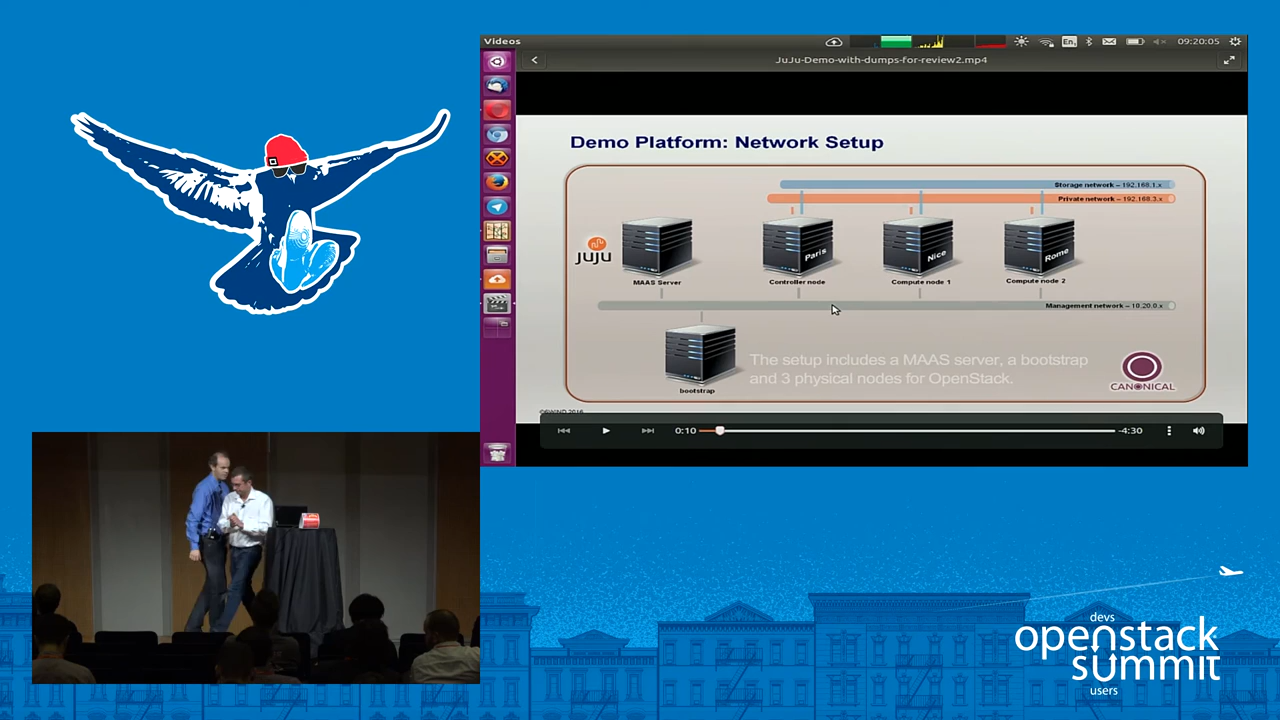 Videos
En
09:20:05
JuJu-Demo-with-dumps-for-review2.mp4
Demo Platform: Network Setup
Storage network – 192.168.1.x
Private network – 192.168.3.x
JUJU
Paris
Nice
Rome
MAAS Server
Controller node
Compute node 1
Compute node 2
Management network – 10.20.0.x
The setup includes a MAAS server, a bootstrap
and 3 physical nodes for OpenStack.
bootstrap
CANONICAL
©6WIND 2016
0:10
-4:30
devs
openstack
summit
users